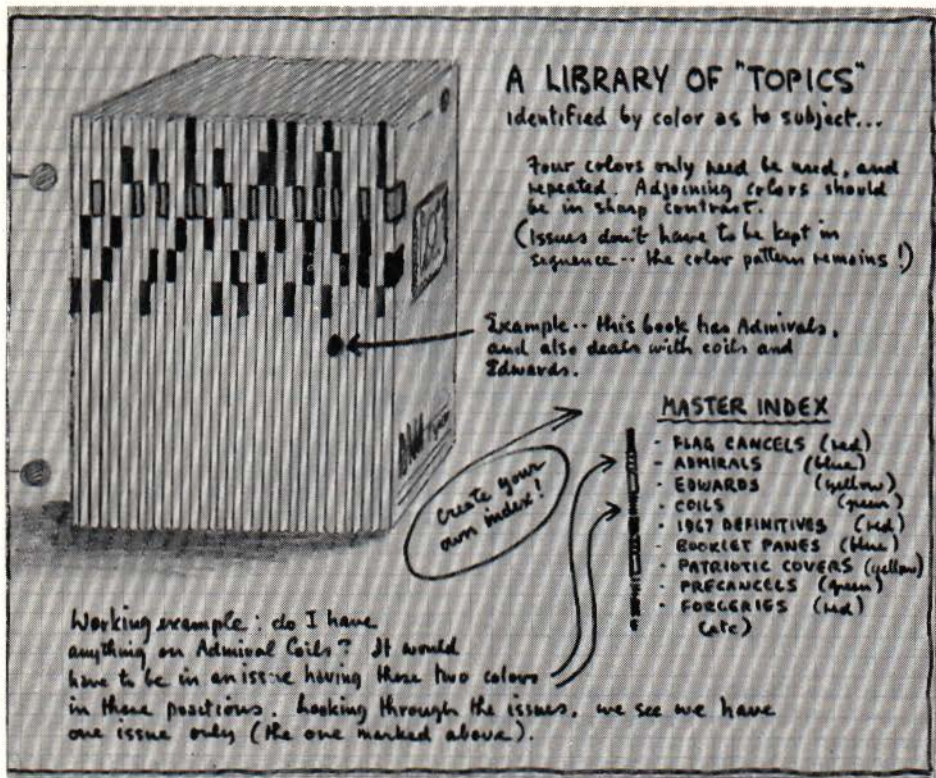 A LIBRARY OF "TOPICS"
identified by color as to subject...
Four colors only need be used, and
repeated. Adjoining colors should
be in sharp contrast.
(Issues don't have to be kept in
sequence -- the color pattern remains!)
Example -- this book has Admirals,
and also deals with coils and
Edwards.
create your
own index!
MASTER INDEX
- FLAG CANCELS (red)
- ADMIRALS (blue)
- EDWARDS (yellow)
- COILS (green)
- 1967 DEFINITIVES (red)
- BOOKLET PANES (blue)
- PATRIOTIC COVERS (yellow)
- PRECANCELS (green)
- FORGERIES (red)
(etc)
Working example: do I have
anything on Admiral Coils? It would
have to be in an issue having these two colors
in these positions. Looking through the issues, we see we have
one issue only (the one marked above).